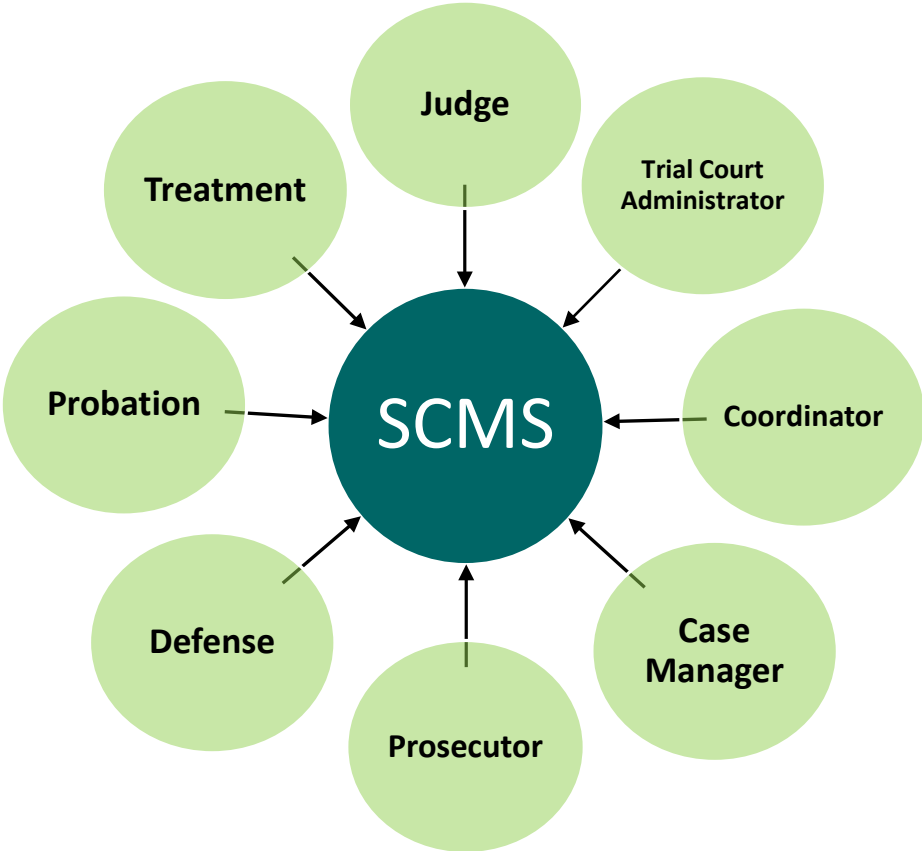 Judge
Trial Court
Administrator
Treatment
Probation
SCMS
Coordinator
Defense
Case
Manager
Prosecutor